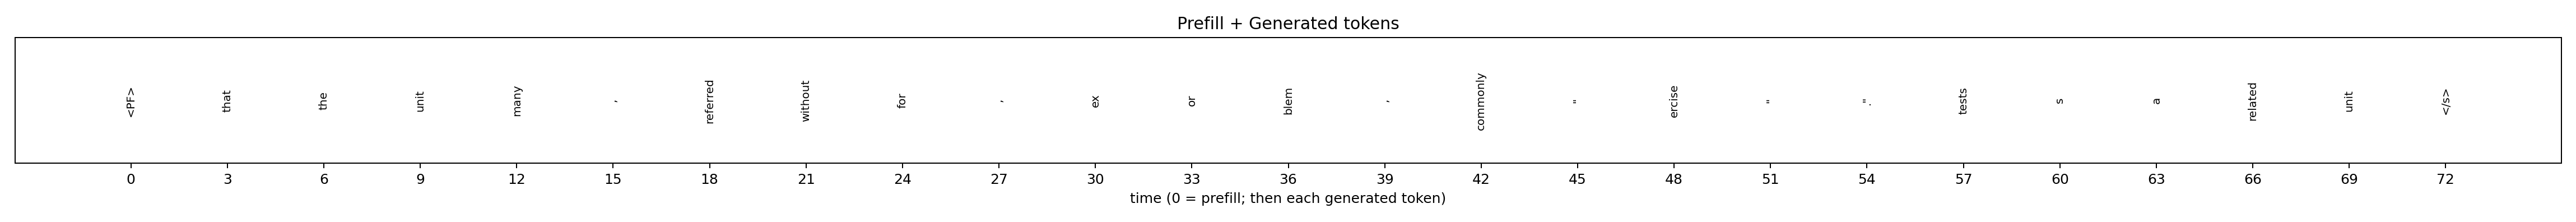 Prefill + Generated tokens
<PF> that the unit many , referred without for , ex or blem , commonly " ercise " ". tests s a related unit </s>
0 3 6 9 12 15 18 21 24 27 30 33 36 39 42 45 48 51 54 57 60 63 66 69 72
time (0 = prefill; then each generated token)